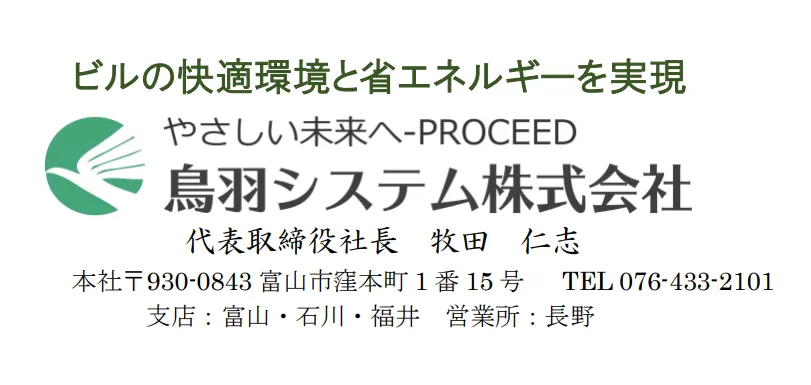 ビルの快適環境と省エネルギーを実現
やさしい未来へ-PROCEED
鳥羽システム株式会社
代表取締役社長　牧田　仁志
本社〒930-0843 富山市窪本町 1 番 15 号　TEL 076-433-2101
支店：富山・石川・福井　営業所：長野